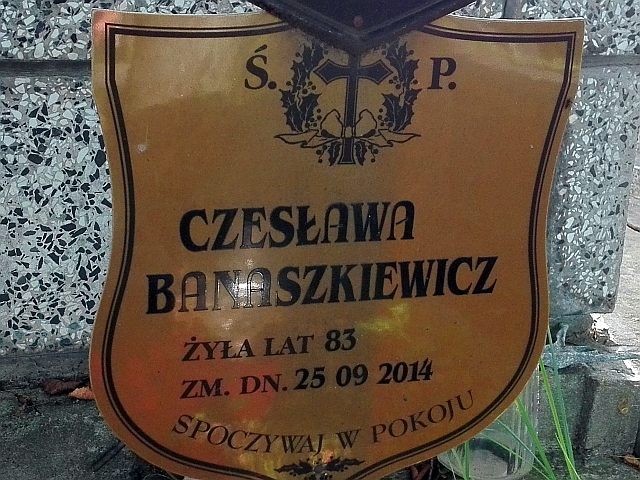 Ś. P.
CZESŁAWA
BANASZKIEWICZ
ŻYŁA LAT 83
ZM. DN. 25 09 2014
SPOCZYWAJ W POKOJU